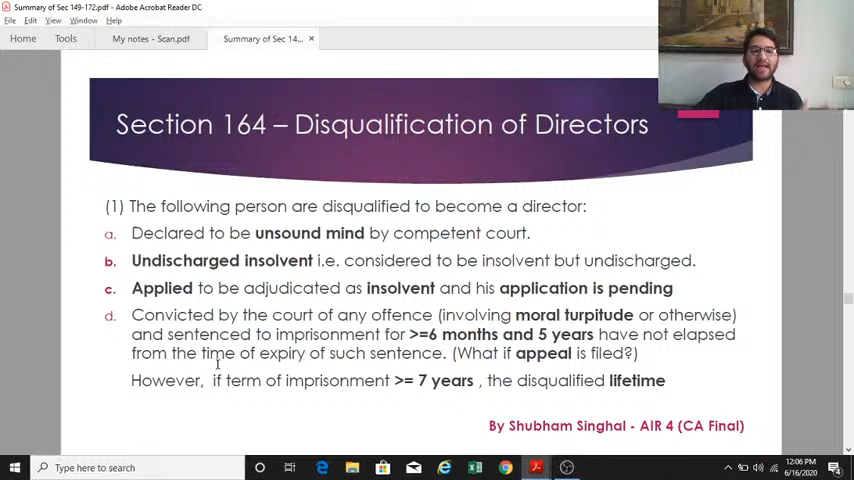 Summary of Sec 149-172.pdf - Adobe Acrobat Reader DC
File Edit View Window Help
Home Tools My notes - Scan.pdf Summary of Sec 14... ×
Section 164 – Disqualification of Directors
(1) The following person are disqualified to become a director:
a. Declared to be unsound mind by competent court.
b. Undischarged insolvent i.e. considered to be insolvent but undischarged.
c. Applied to be adjudicated as insolvent and his application is pending
d. Convicted by the court of any offence (involving moral turpitude or otherwise)
and sentenced to imprisonment for >=6 months and 5 years have not elapsed
from the time of expiry of such sentence. (What if appeal is filed?)
However, if term of imprisonment >= 7 years , the disqualified lifetime
By Shubham Singhal - AIR 4 (CA Final)
Type here to search
12:06 PM
6/16/2020